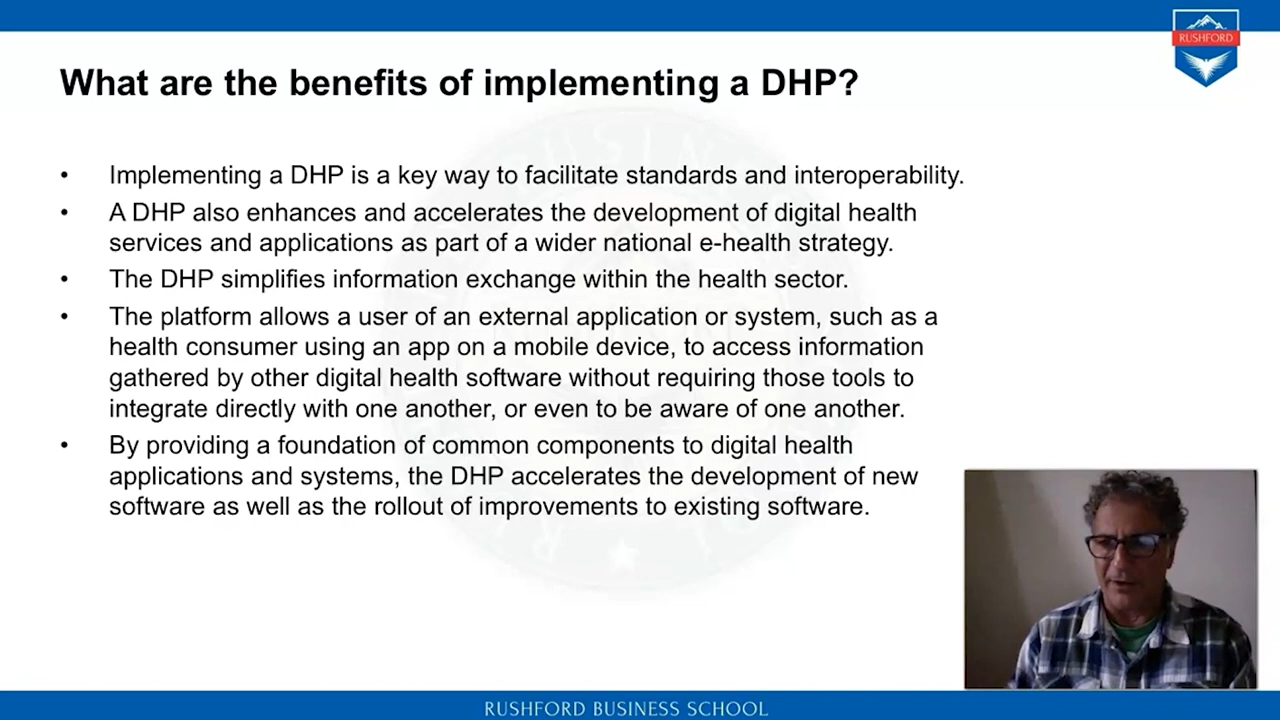 RUSHFORD
What are the benefits of implementing a DHP?
• Implementing a DHP is a key way to facilitate standards and interoperability.
• A DHP also enhances and accelerates the development of digital health
services and applications as part of a wider national e-health strategy.
• The DHP simplifies information exchange within the health sector.
• The platform allows a user of an external application or system, such as a
health consumer using an app on a mobile device, to access information
gathered by other digital health software without requiring those tools to
integrate directly with one another, or even to be aware of one another.
• By providing a foundation of common components to digital health
applications and systems, the DHP accelerates the development of new
software as well as the rollout of improvements to existing software.
RUSHFORD BUSINESS SCHOOL